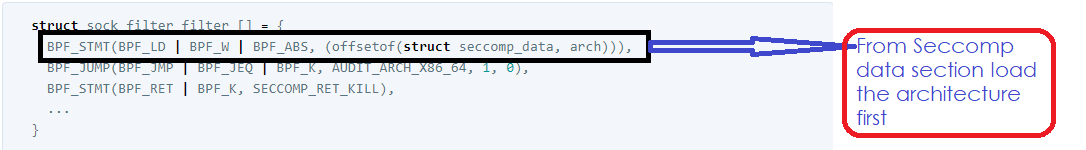 struct sock_filter filter [] = {
BPF_STMT(BPF_LD | BPF_W | BPF_ABS, (offsetof(struct seccomp_data, arch))),
BPF_JUMP(BPF_JMP | BPF_JEQ | BPF_K, AUDIT_ARCH_X86_64, 1, 0),
BPF_STMT(BPF_RET | BPF_K, SECCOMP_RET_KILL),
...
}
From Seccomp
data section load
the architecture
first